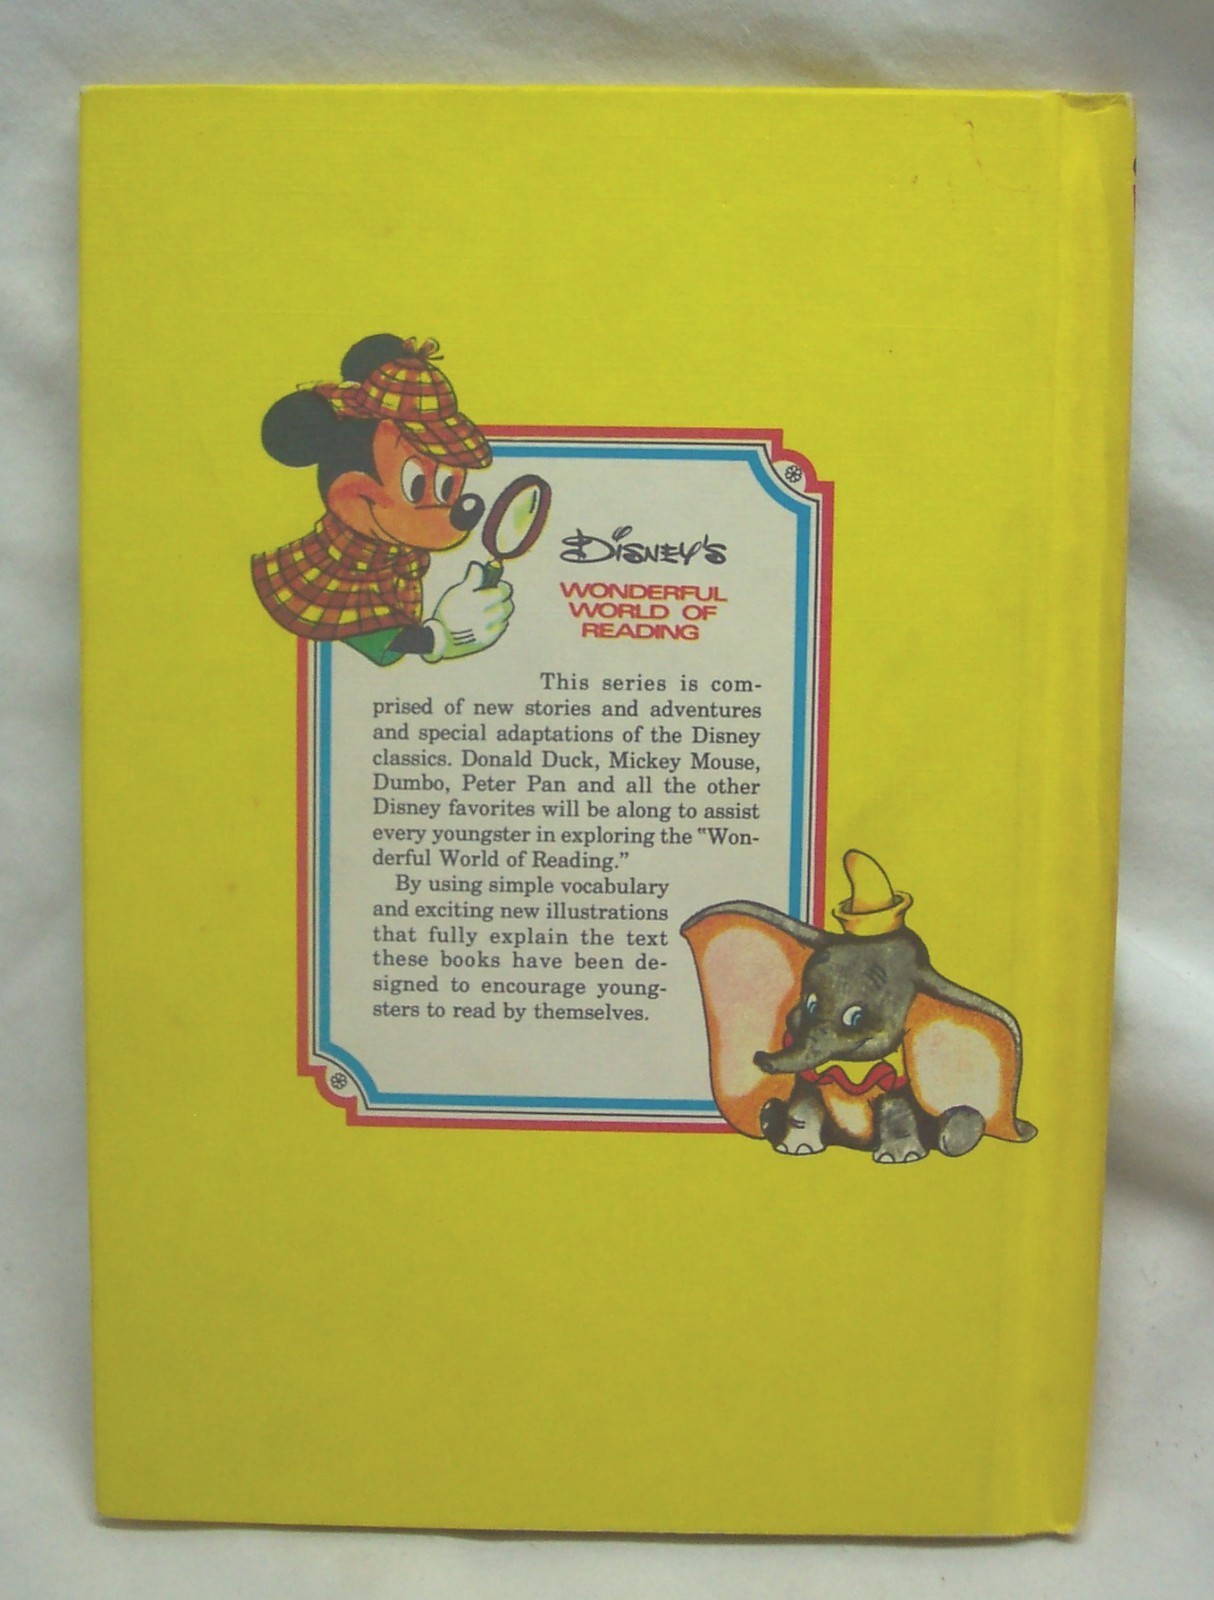 Disney's
WONDERFUL
WORLD OF
READING
This series is com-
prised of new stories and adventures
and special adaptations of the Disney
classics. Donald Duck, Mickey Mouse,
Dumbo, Peter Pan and all the other
Disney favorites will be along to assist
every youngster in exploring the "Won-
derful World of Reading."
By using simple vocabulary
and exciting new illustrations
that fully explain the text
these books have been de-
signed to encourage young-
sters to read by themselves.